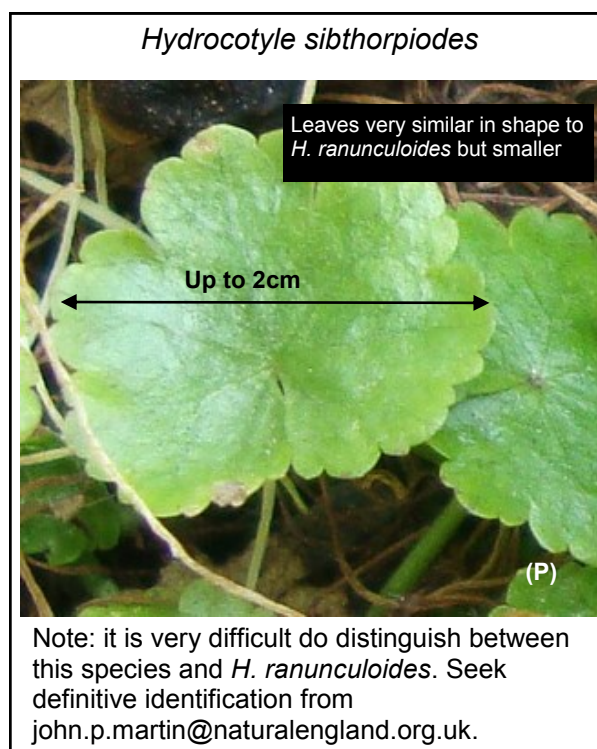 Hydrocotyle sibthorpiodes
Leaves very similar in shape to
H. ranunculoides but smaller
Up to 2cm
(P)
Note: it is very difficult do distinguish between
this species and H. ranunculoides. Seek
definitive identification from
john.p.martin@naturalengland.org.uk.